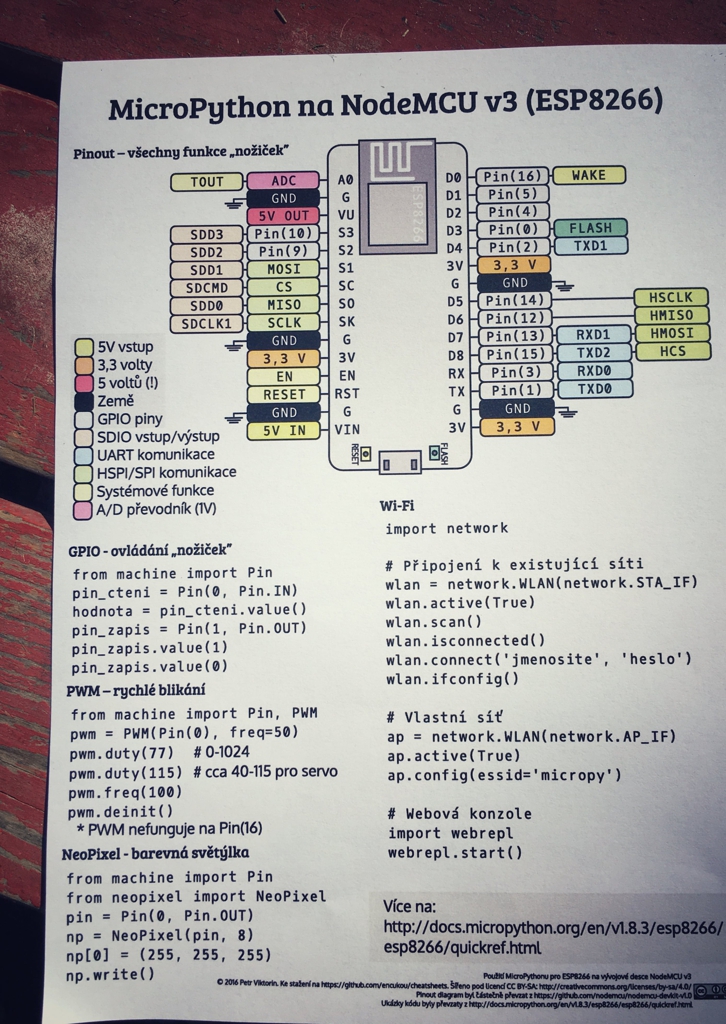 MicroPython na NodeMCU v3 (ESP8266)
Pinout – všechny funkce „nožiček”
TOUT ADC A0
GND G
5V OUT VU
SDD3 Pin(10) S3
SDD2 Pin(9) S2
SDD1 MOSI S1
SDCMD CS SC
SDD0 MISO SO
SDCLK1 SCLK SK
GND G
3,3 V 3V
EN EN
RESET RST
GND G
5V IN VIN
ESP8266
D0 Pin(16) WAKE
D1 Pin(5)
D2 Pin(4)
D3 Pin(0) FLASH
D4 Pin(2) TXD1
3V 3,3 V
G GND
D5 Pin(14) HSCLK
D6 Pin(12) HMISO
D7 Pin(13) RXD1 HMOSI
D8 Pin(15) TXD2 HCS
RX Pin(3) RXD0
TX Pin(1) TXD0
G GND
3V 3,3 V
RESET FLASH
5V vstup
3,3 volty
5 voltů (!)
Země
GPIO piny
SDIO vstup/výstup
UART komunikace
HSPI/SPI komunikace
Systémové funkce
A/D převodník (1V)
GPIO - ovládání „nožiček”
from machine import Pin
pin_cteni = Pin(0, Pin.IN)
hodnota = pin_cteni.value()
pin_zapis = Pin(1, Pin.OUT)
pin_zapis.value(1)
pin_zapis.value(0)
PWM – rychlé blikání
from machine import Pin, PWM
pwm = PWM(Pin(0), freq=50)
pwm.duty(77) # 0-1024
pwm.duty(115) # cca 40-115 pro servo
pwm.freq(100)
pwm.deinit()
* PWM nefunguje na Pin(16)
NeoPixel - barevná světýlka
from machine import Pin
from neopixel import NeoPixel
pin = Pin(0, Pin.OUT)
np = NeoPixel(pin, 8)
np[0] = (255, 255, 255)
np.write()
Wi-Fi
import network
# Připojení k existující síti
wlan = network.WLAN(network.STA_IF)
wlan.active(True)
wlan.scan()
wlan.isconnected()
wlan.connect('jmenosite', 'heslo')
wlan.ifconfig()
# Vlastní síť
ap = network.WLAN(network.AP_IF)
ap.active(True)
ap.config(essid='micropy')
# Webová konzole
import webrepl
webrepl.start()
Více na:
http://docs.micropython.org/en/v1.8.3/esp8266/
esp8266/quickref.html
Použití MicroPythonu pro ESP8266 na vývojové desce NodeMCU v3
© 2016 Petr Viktorin. Ke stažení na https://github.com/encukou/cheatsheets. Šířeno pod licencí CC BY-SA: http://creativecommons.org/licenses/by-sa/4.0/
Pinout diagram byl částečně převzat z https://github.com/nodemcu/nodemcu-devkit-v1.0
Ukázky kódu byly převzaty z http://docs.micropython.org/en/v1.8.3/esp8266/esp8266/quickref.html